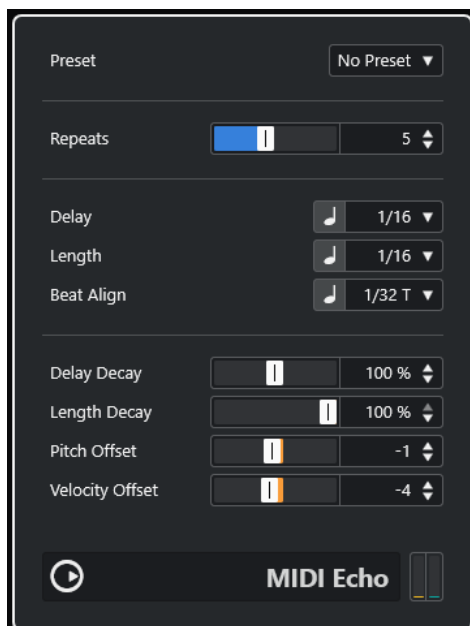 Preset No Preset
Repeats 5
Delay 1/16
Length 1/16
Beat Align 1/32 T
Delay Decay 100 %
Length Decay 100 %
Pitch Offset -1
Velocity Offset -4
MIDI Echo